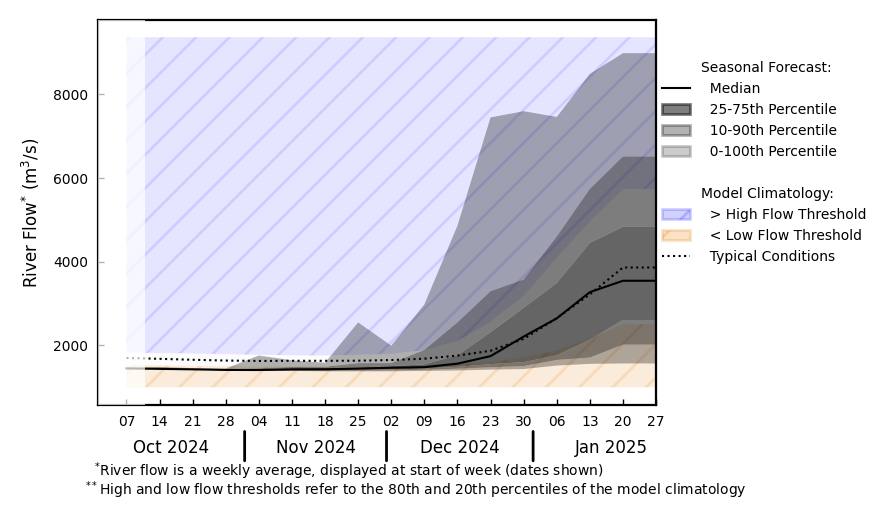 8000
6000
4000
2000
River Flow* (m³/s)
07 14 21 28 04 11 18 25 02 09 16 23 30 06 13 20 27
Oct 2024 Nov 2024 Dec 2024 Jan 2025
*River flow is a weekly average, displayed at start of week (dates shown)
**High and low flow thresholds refer to the 80th and 20th percentiles of the model climatology
Seasonal Forecast:
Median
25-75th Percentile
10-90th Percentile
0-100th Percentile
Model Climatology:
> High Flow Threshold
< Low Flow Threshold
Typical Conditions